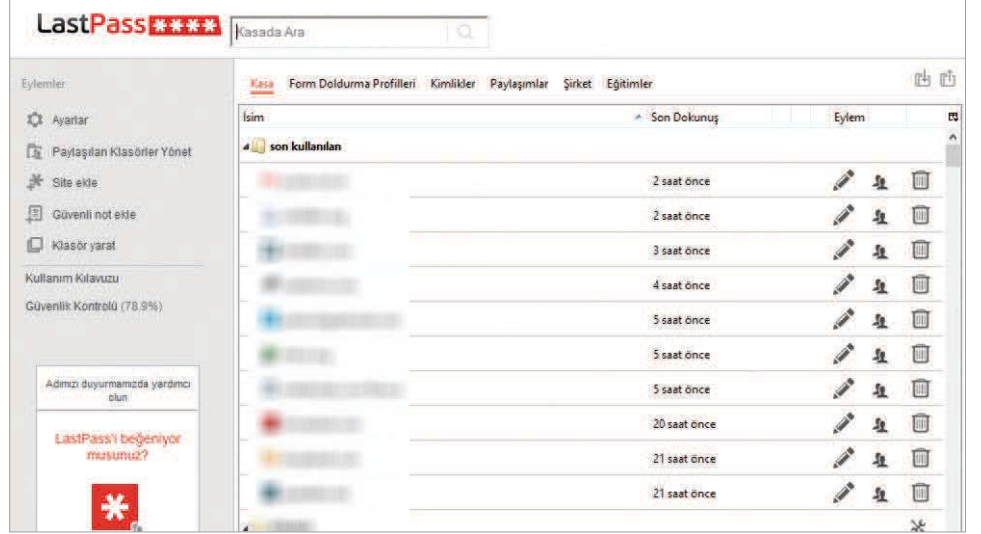 LastPass ****
Kasada Ara
Eylemler
Ayarlar
Paylaşılan Klasörler Yönet
Site ekle
Güvenli not ekle
Klasör yarat
Kullanım Kılavuzu
Güvenlik Kontrolü (78.9%)
Adımızı duyurmamızda yardımcı
olun
LastPass'i beğeniyor
musunuz?
Kasa Form Doldurma Profilleri Kimlikler Paylaşımlar Şirket Eğitimler
İsim Son Dokunuş Eylem
son kullanılan
2 saat önce
2 saat önce
3 saat önce
4 saat önce
5 saat önce
5 saat önce
5 saat önce
20 saat önce
21 saat önce
21 saat önce